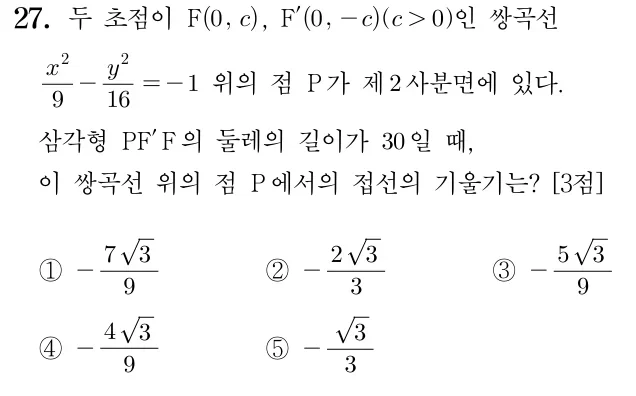 27. 두 초점이 F(0, c), F′(0, −c)(c > 0)인 쌍곡선
x²/9 − y²/16 = −1 위의 점 P가 제2사분면에 있다.
삼각형 PF′F의 둘레의 길이가 30일 때,
이 쌍곡선 위의 점 P에서의 접선의 기울기는? [3점]
① −7√3/9 ② −2√3/3 ③ −5√3/9
④ −4√3/9 ⑤ −√3/3